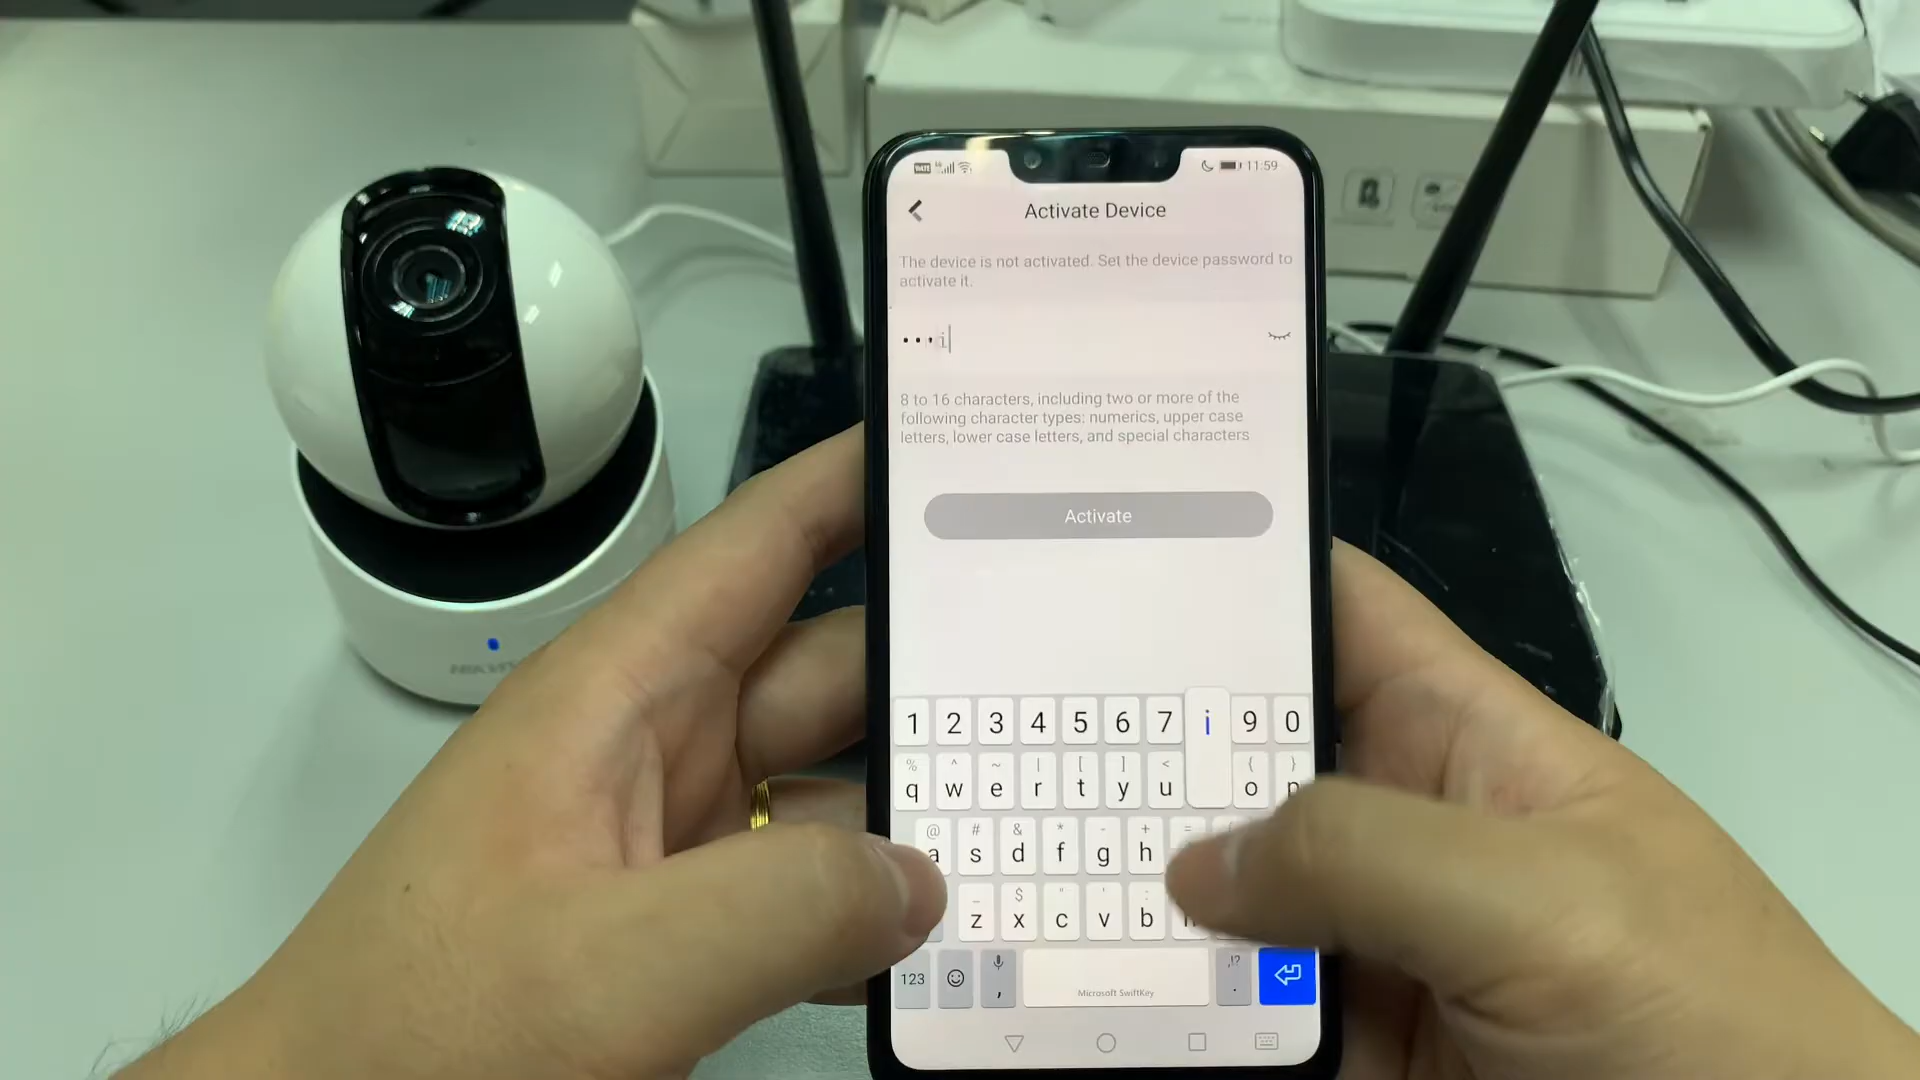 11:59
Activate Device
The device is not activated. Set the device password to
activate it.
•••i
8 to 16 characters, including two or more of the
following character types: numerics, upper case
letters, lower case letters, and special characters
Activate
1 2 3 4 5 6 7 i 9 0
% ^ ~ | [ ] < { }
q w e r t y u o p
@ # & * - + =
a s d f g h
_ $ " ' :
z x c v b n
123 , Microsoft SwiftKey ,!? .